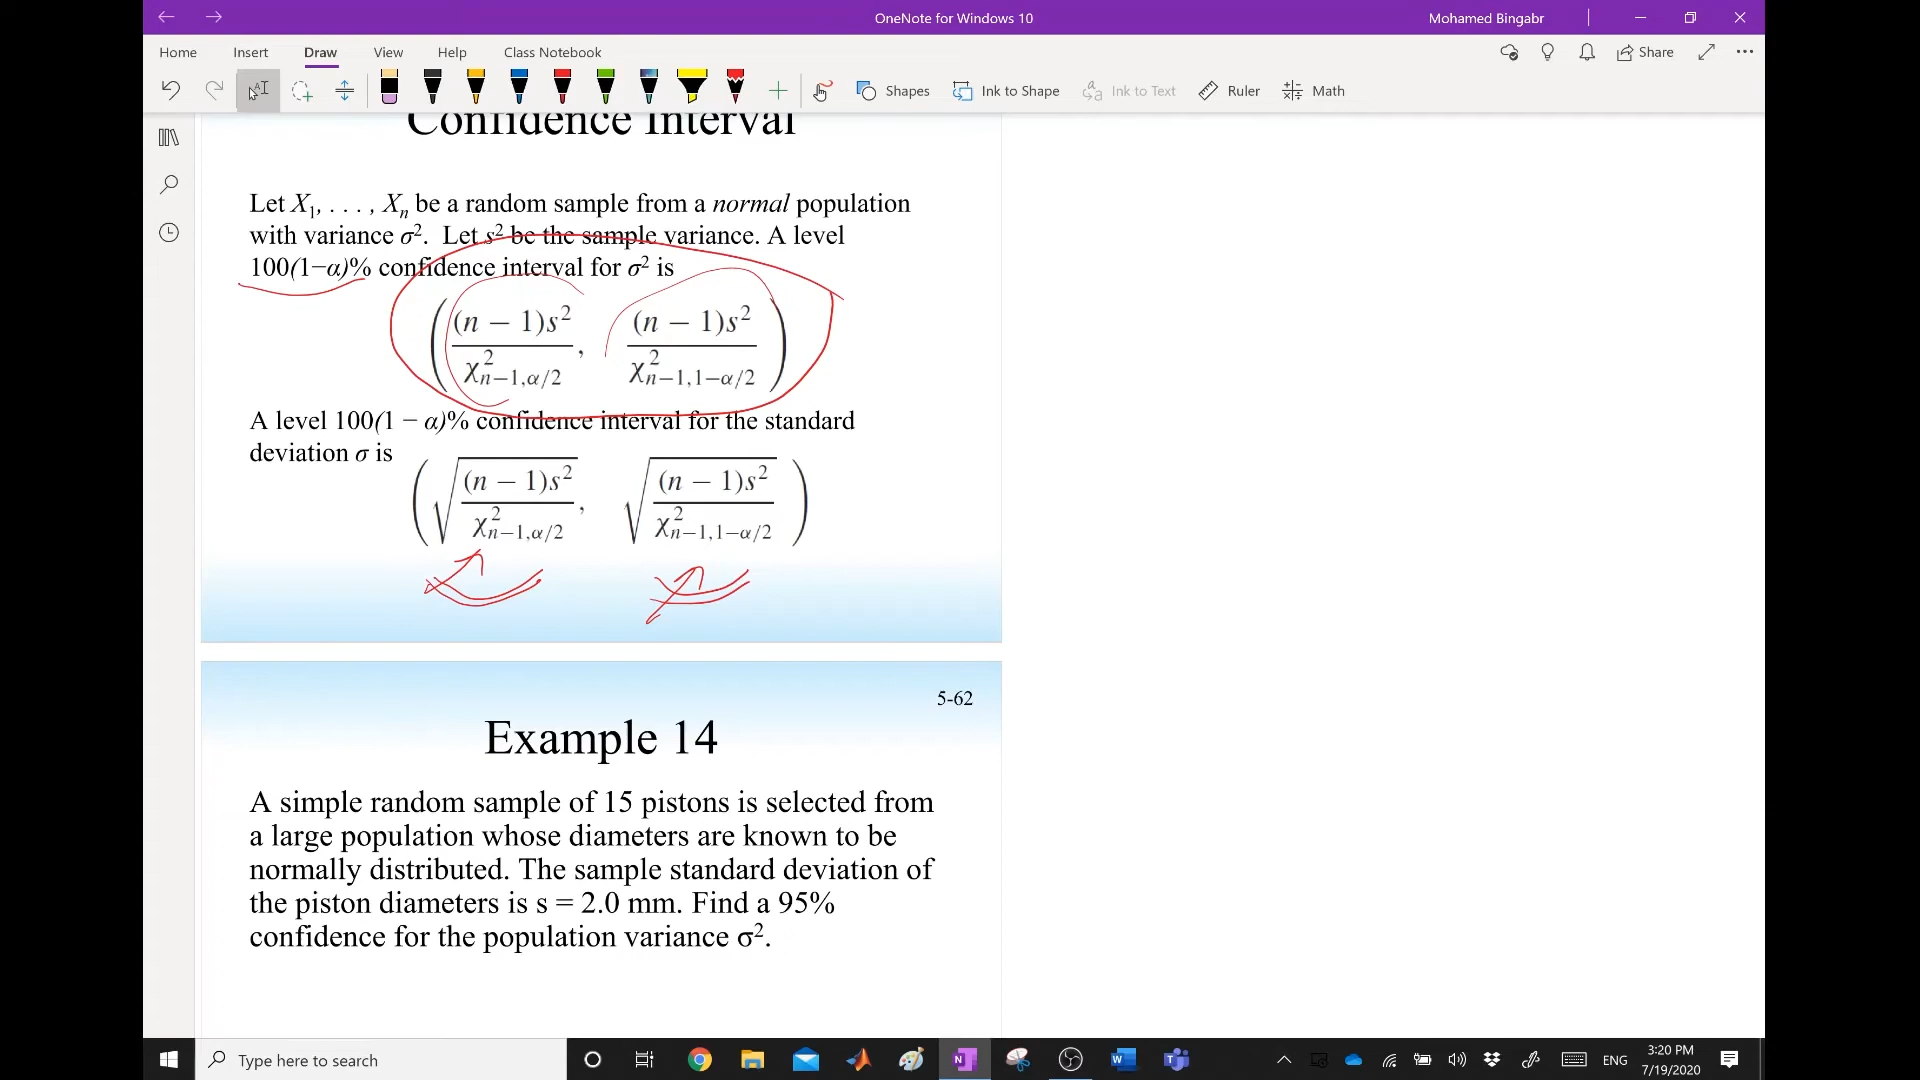 OneNote for Windows 10
Mohamed Bingabr
Home Insert Draw View Help Class Notebook
Share
Shapes Ink to Shape Ink to Text Ruler Math
Confidence Interval
Let X₁, . . . , Xₙ be a random sample from a normal population
with variance σ². Let s² be the sample variance. A level
100(1−α)% confidence interval for σ² is
( (n − 1)s² / χ²ₙ₋₁,α/2 , (n − 1)s² / χ²ₙ₋₁,1−α/2 )
A level 100(1 − α)% confidence interval for the standard
deviation σ is
( √((n − 1)s² / χ²ₙ₋₁,α/2) , √((n − 1)s² / χ²ₙ₋₁,1−α/2) )
5-62
Example 14
A simple random sample of 15 pistons is selected from
a large population whose diameters are known to be
normally distributed. The sample standard deviation of
the piston diameters is s = 2.0 mm. Find a 95%
confidence for the population variance σ².
Type here to search
ENG
3:20 PM
7/19/2020